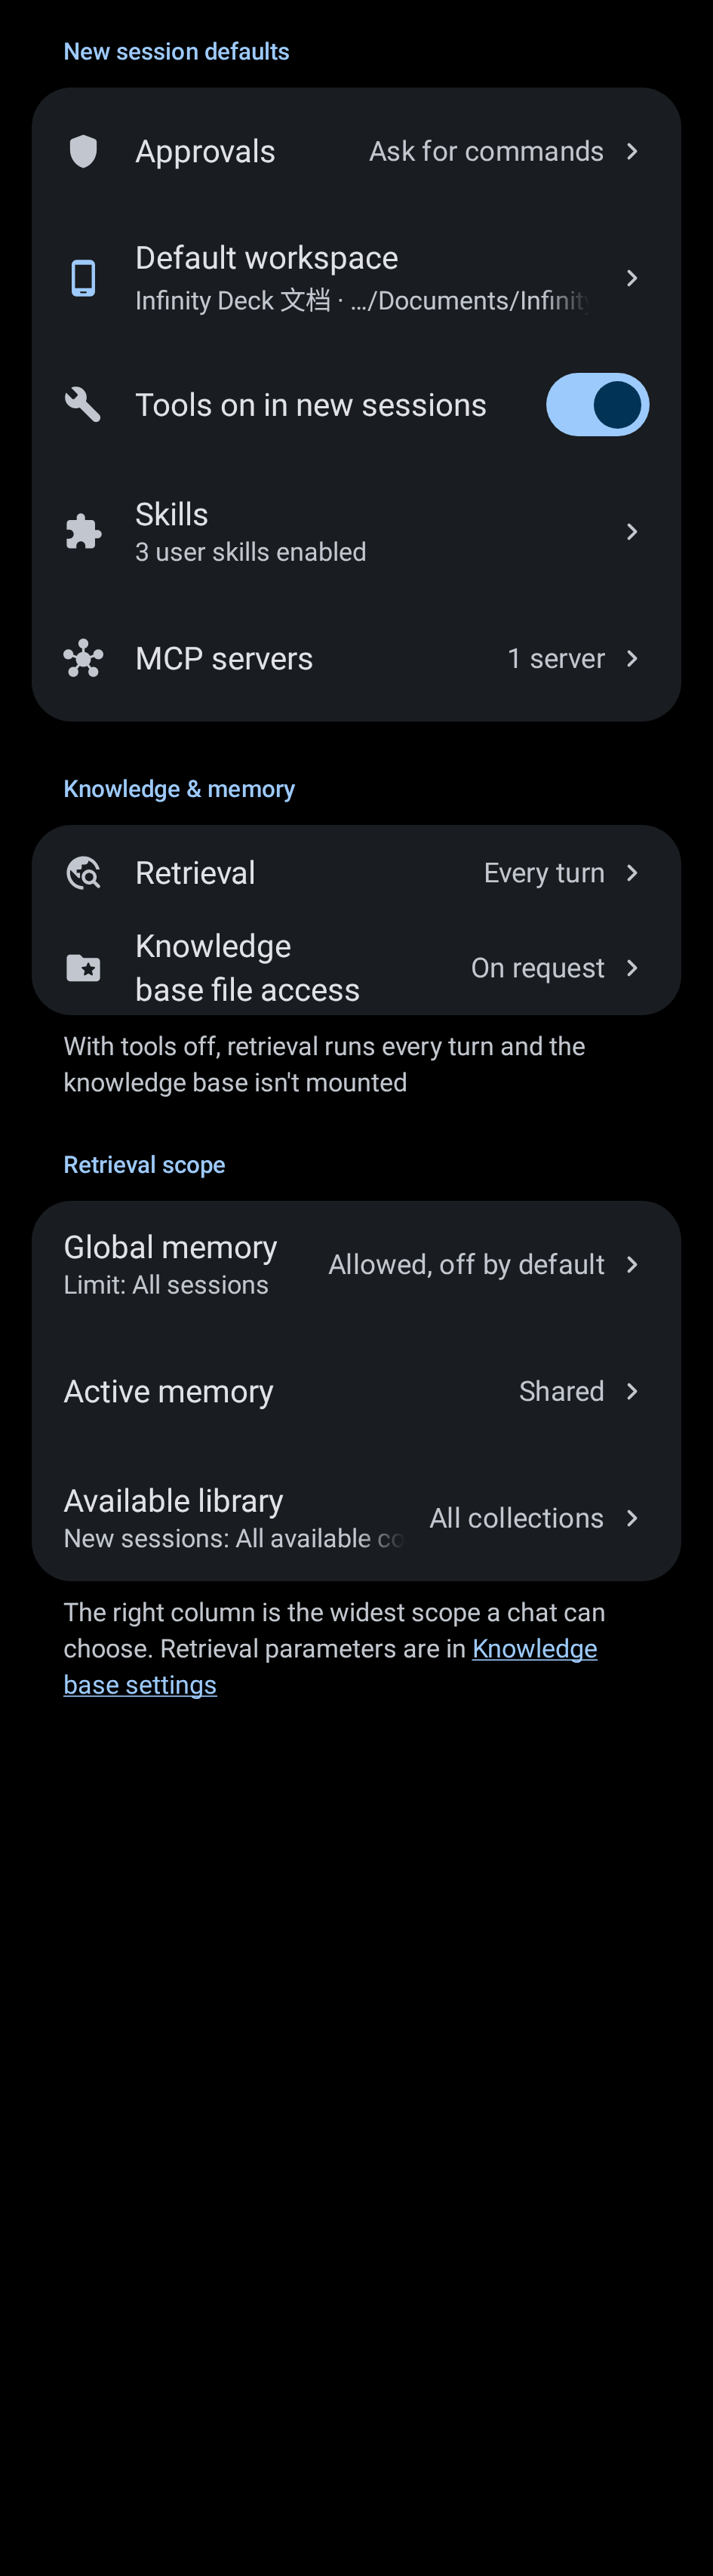 New session defaults
Approvals
Ask for commands
Default workspace
Infinity Deck 文档 · .../Documents/Infinity
Tools on in new sessions
Skills
3 user skills enabled
MCP servers
1 server
Knowledge & memory
Retrieval
Every turn
Knowledge
base file access
On request
With tools off, retrieval runs every turn and the
knowledge base isn't mounted
Retrieval scope
Global memory
Limit: All sessions
Allowed, off by default
Active memory
Shared
Available library
New sessions: All available co
All collections
The right column is the widest scope a chat can
choose. Retrieval parameters are in Knowledge
base settings